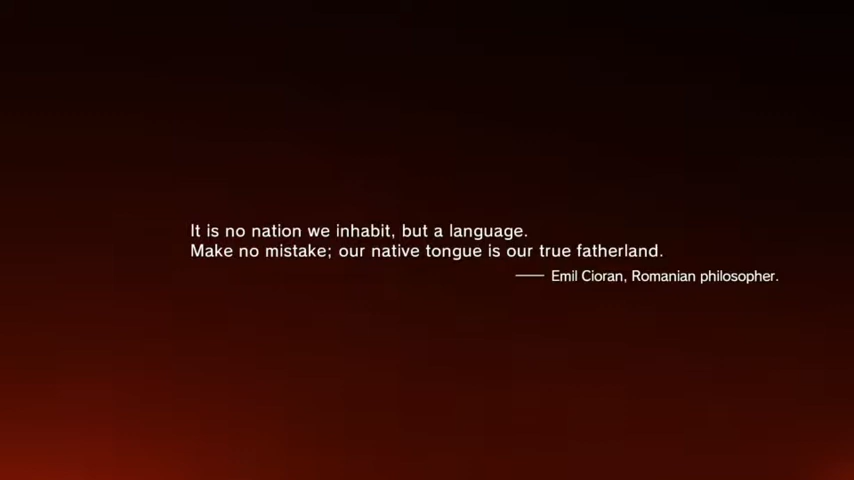 It is no nation we inhabit, but a language.
Make no mistake; our native tongue is our true fatherland.
—— Emil Cioran, Romanian philosopher.